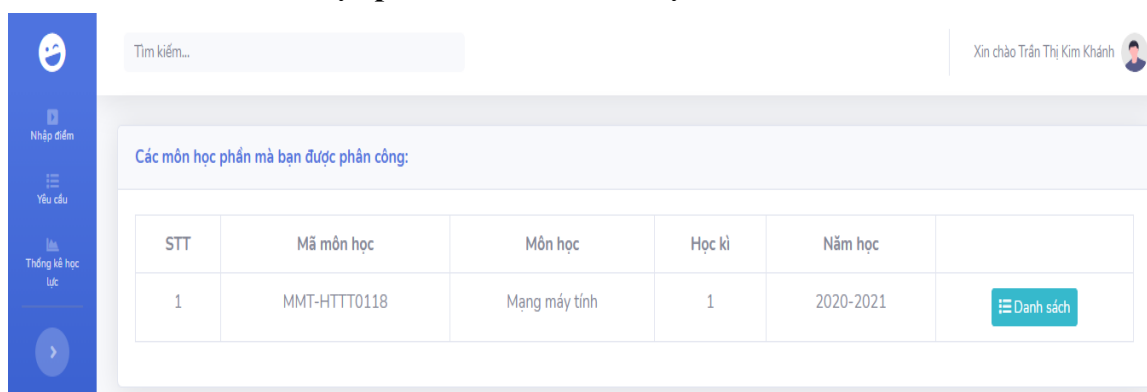 Tìm kiếm...
Xin chào Trần Thị Kim Khánh
Nhập điểm
Yêu cầu
Thống kê học
lực
Các môn học phần mà bạn được phân công:
STT Mã môn học Môn học Học kì Năm học
1 MMT-HTTT0118 Mạng máy tính 1 2020-2021 Danh sách